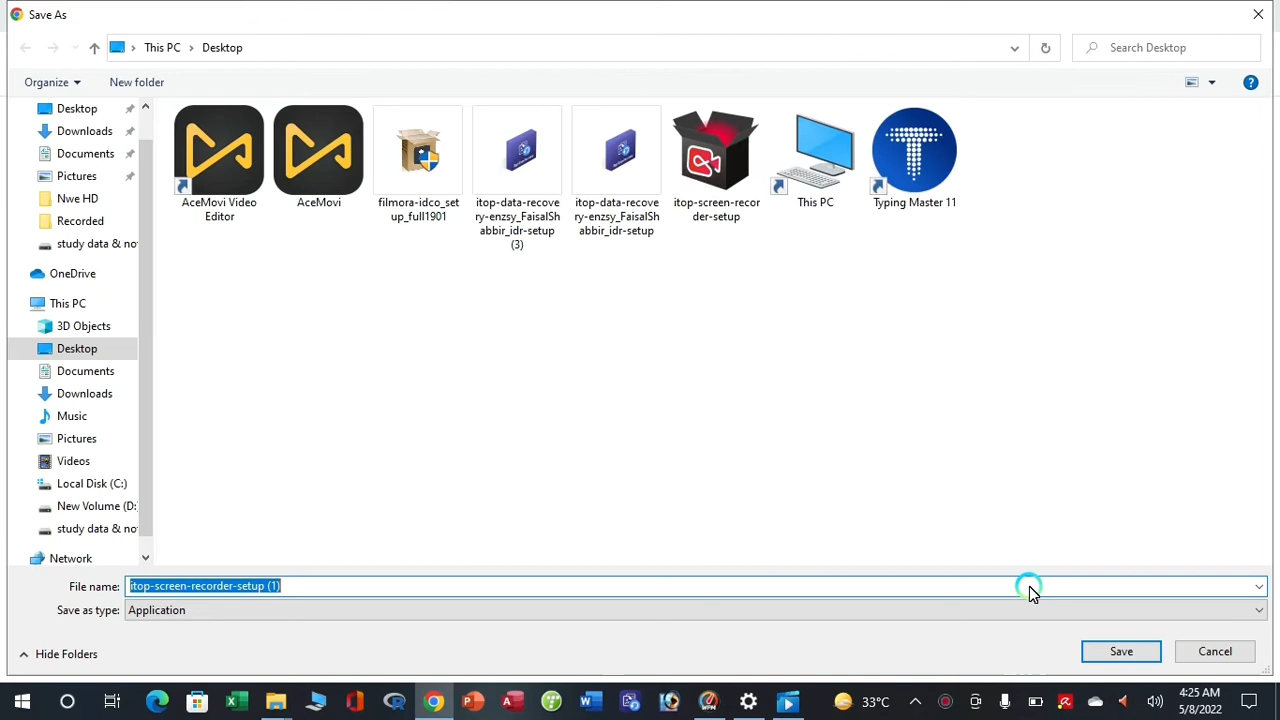 Save As
This PC
Desktop
Search Desktop
Organize
New folder
Desktop
Downloads
Documents
Pictures
Nwe HD
Recorded
study data & no
OneDrive
This PC
3D Objects
Desktop
Documents
Downloads
Music
Pictures
Videos
Local Disk (C:)
New Volume (D:
study data & no
Network
AceMovi Video
Editor
AceMovi
filmora-idco_set
up_full1901
itop-data-recove
ry-enzsy_FaisalSh
abbir_idr-setup
(3)
itop-data-recove
ry-enzsy_FaisalSh
abbir_idr-setup
itop-screen-recor
der-setup
This PC
Typing Master 11
File name:
itop-screen-recorder-setup (1)
Save as type:
Application
Hide Folders
Save
Cancel
33°C
4:25 AM
5/8/2022